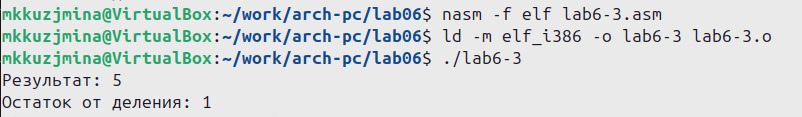 mkkuzjmina@VirtualBox:~/work/arch-pc/lab06$ nasm -f elf lab6-3.asm
mkkuzjmina@VirtualBox:~/work/arch-pc/lab06$ ld -m elf_i386 -o lab6-3 lab6-3.o
mkkuzjmina@VirtualBox:~/work/arch-pc/lab06$ ./lab6-3
Результат: 5
Остаток от деления: 1